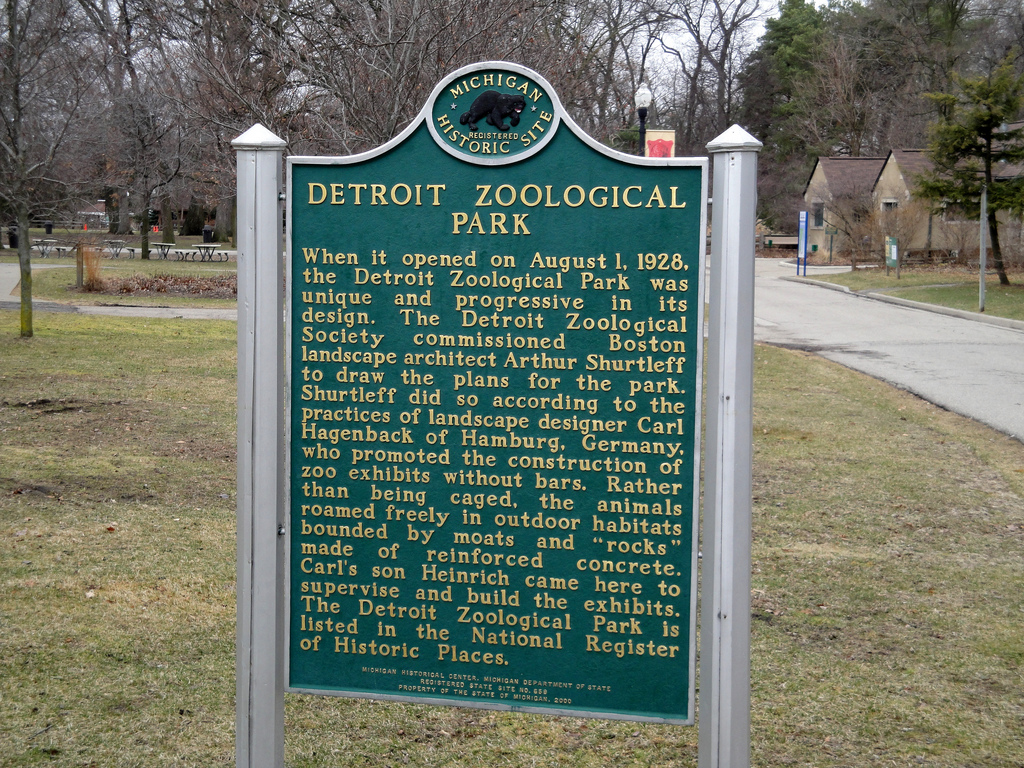 MICHIGAN
REGISTERED
HISTORIC SITE
DETROIT ZOOLOGICAL
PARK
When it opened on August 1, 1928,
the Detroit Zoological Park was
unique and progressive in its
design. The Detroit Zoological
Society commissioned Boston
landscape architect Arthur Shurtleff
to draw the plans for the park.
Shurtleff did so according to the
practices of landscape designer Carl
Hagenback of Hamburg, Germany,
who promoted the construction of
zoo exhibits without bars. Rather
than being caged, the animals
roamed freely in outdoor habitats
bounded by moats and "rocks"
made of reinforced concrete.
Carl's son Heinrich came here to
supervise and build the exhibits.
The Detroit Zoological Park is
listed in the National Register
of Historic Places.
MICHIGAN HISTORICAL CENTER, MICHIGAN DEPARTMENT OF STATE
REGISTERED STATE SITE NO. 659
PROPERTY OF THE STATE OF MICHIGAN, 2000